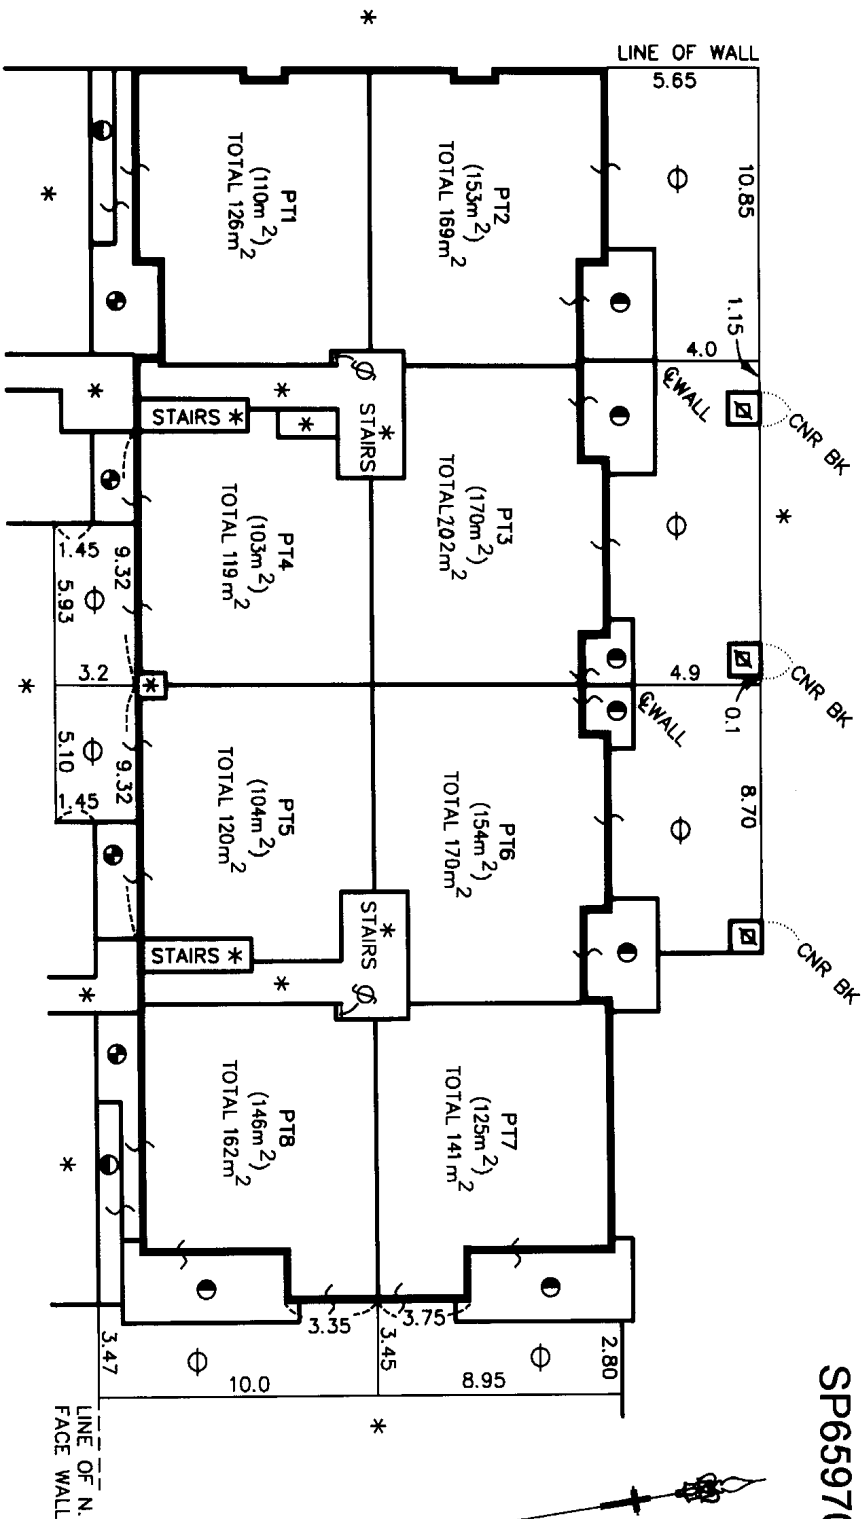 SP6597
LINE OF WALL
5.65
10.85
1.15
4.0
℄WALL
CNR BK
PT2
(153m²)
TOTAL 169m²
PT1
(110m²)
TOTAL 126m²
STAIRS *
STAIRS
*
PT3
(170m²)
TOTAL 202m²
PT4
(103m²)
TOTAL 119m²
1.45
9.32
5.93
3.2
4.9
℄WALL
0.1
CNR BK
8.70
5.10
9.32
1.45
PT6
(154m²)
TOTAL 170m²
PT5
(104m²)
TOTAL 120m²
CNR BK
STAIRS
*
STAIRS *
PT7
(125m²)
TOTAL 141m²
PT8
(146m²)
TOTAL 162m²
3.35
3.75
3.47
3.45
2.80
10.0
8.95
LINE OF N.
FACE WALL